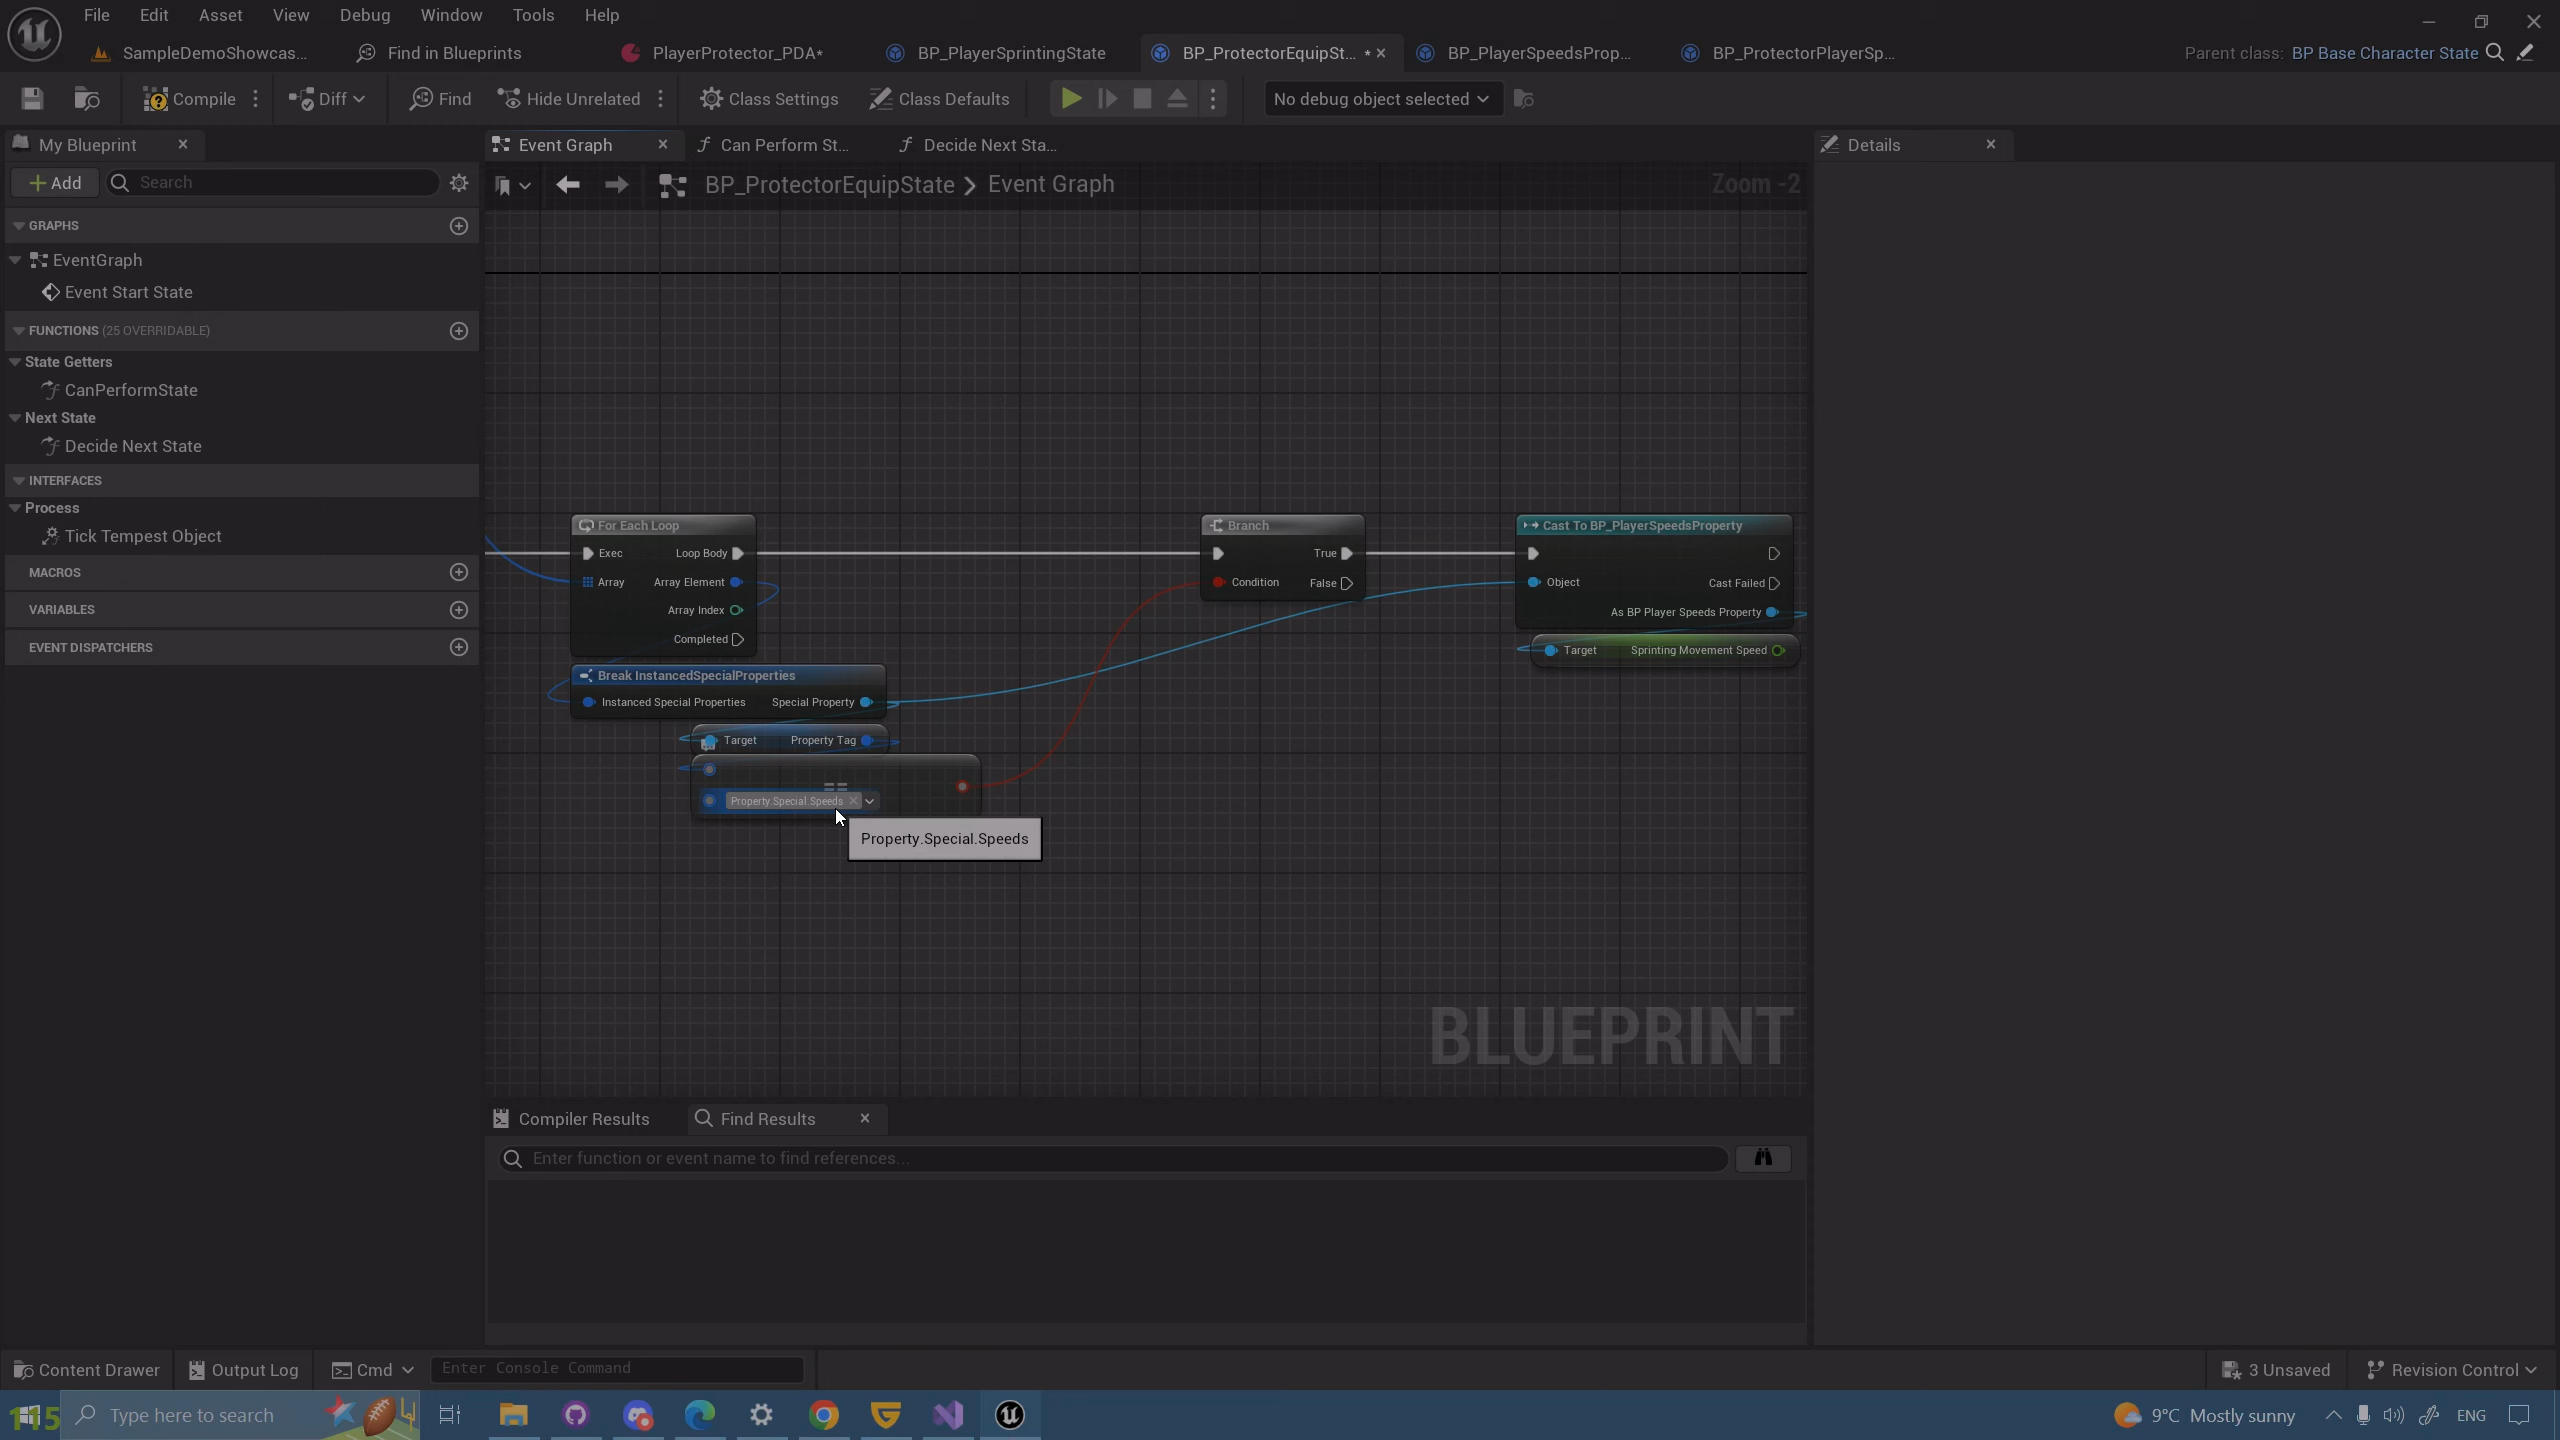 File Edit Asset View Debug Window Tools Help
SampleDemoShowcas... Find in Blueprints PlayerProtector_PDA* BP_PlayerSprintingState BP_ProtectorEquipSt... * BP_PlayerSpeedsProp... BP_ProtectorPlayerSp... Parent class: BP Base Character State
Compile Diff Find Hide Unrelated Class Settings Class Defaults No debug object selected
My Blueprint Event Graph Can Perform St... Decide Next Sta... Details
+ Add Search
BP_ProtectorEquipState > Event Graph Zoom -2
GRAPHS
EventGraph
Event Start State
FUNCTIONS (25 OVERRIDABLE)
State Getters
CanPerformState
Next State
Decide Next State
INTERFACES
Process
Tick Tempest Object
MACROS
VARIABLES
EVENT DISPATCHERS
For Each Loop
Exec Loop Body
Array Array Element
Array Index
Completed
Break InstancedSpecialProperties
Instanced Special Properties Special Property
Target Property Tag
==
Property.Special.Speeds
Property.Special.Speeds
Branch
True
Condition False
Cast To BP_PlayerSpeedsProperty
Object Cast Failed
As BP Player Speeds Property
Target Sprinting Movement Speed
BLUEPRINT
Compiler Results Find Results
Enter function or event name to find references...
Content Drawer Output Log Cmd Enter Console Command 3 Unsaved Revision Control
115 Type here to search 9°C Mostly sunny ENG